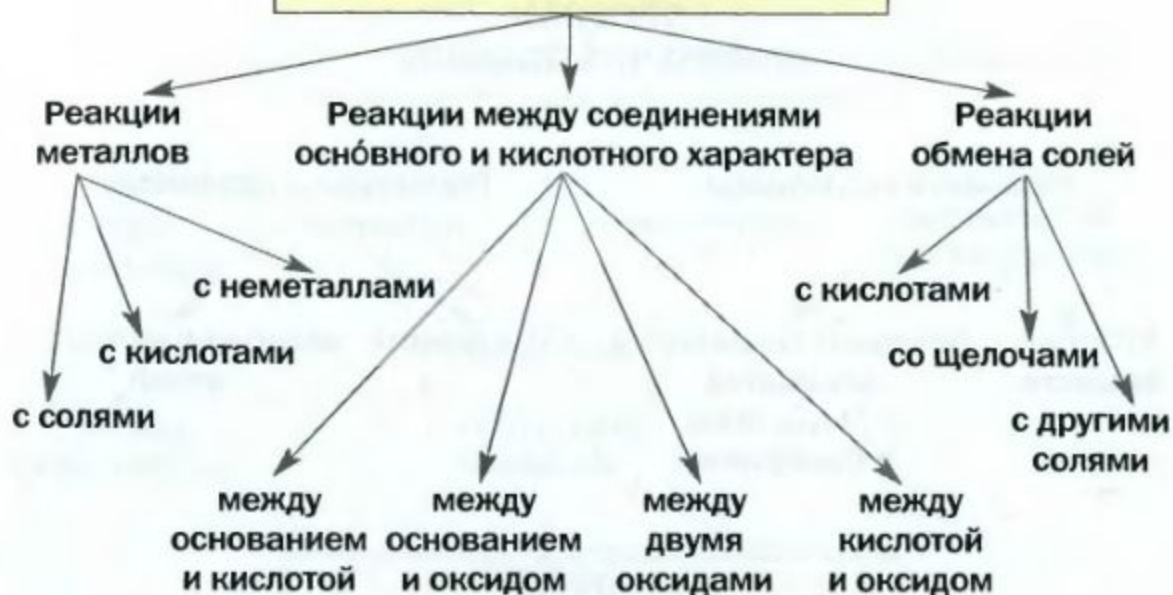 Реакции
металлов
Реакции между соединениями
оснóвного и кислотного характера
Реакции
обмена солей
с неметаллами
с кислотами
с солями
с кислотами
со щелочами
с другими
солями
между
основанием
и кислотой
между
основанием
и оксидом
между
двумя
оксидами
между
кислотой
и оксидом